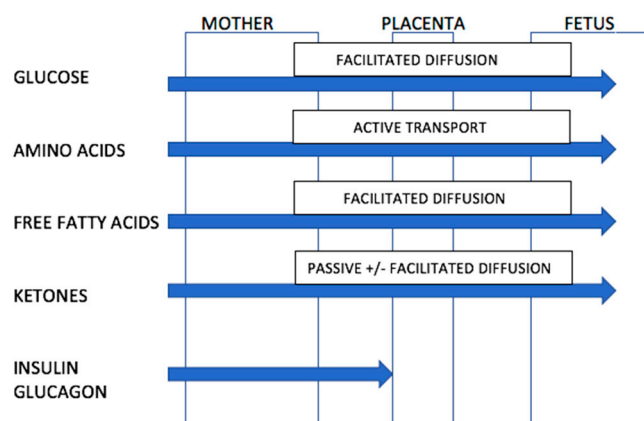 MOTHER PLACENTA FETUS
FACILITATED DIFFUSION
GLUCOSE
ACTIVE TRANSPORT
AMINO ACIDS
FACILITATED DIFFUSION
FREE FATTY ACIDS
PASSIVE +/- FACILITATED DIFFUSION
KETONES
INSULIN
GLUCAGON